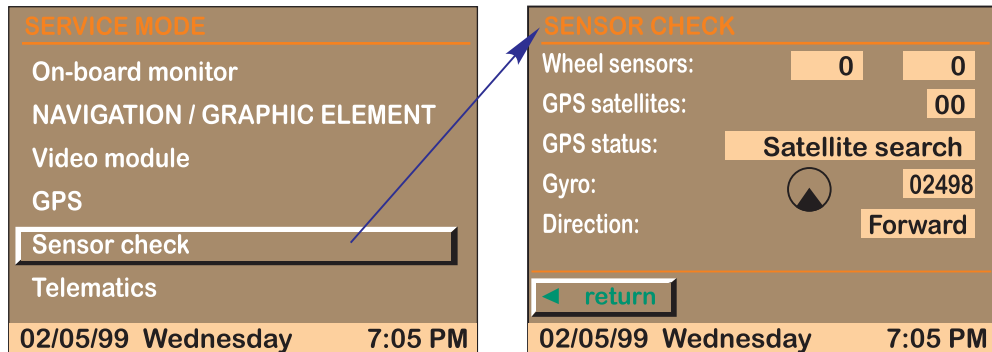 SERVICE MODE
On-board monitor
NAVIGATION / GRAPHIC ELEMENT
Video module
GPS
Sensor check
Telematics
02/05/99 Wednesday 7:05 PM
SENSOR CHECK
Wheel sensors: 0 0
GPS satellites: 00
GPS status: Satellite search
Gyro: 02498
Direction: Forward
◄ return
02/05/99 Wednesday 7:05 PM